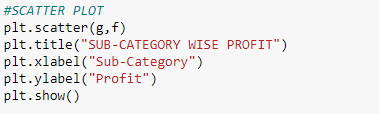 #SCATTER PLOT
plt.scatter(g,f)
plt.title("SUB-CATEGORY WISE PROFIT")
plt.xlabel("Sub-Category")
plt.ylabel("Profit")
plt.show()